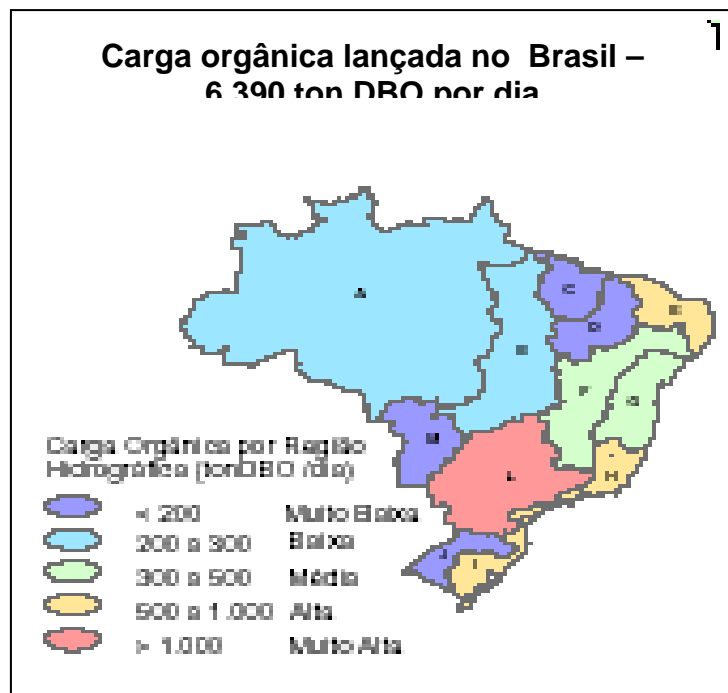 1
Carga orgânica lançada no Brasil –
6.390 ton DBO por dia
A
C
D
E
B
F
G
M
H
L
J
I
Carga Orgânica por Região
Hidrográfica (tonDBO /dia)
< 200 Muito Baixa
200 a 300 Baixa
300 a 500 Média
500 a 1.000 Alta
> 1.000 Muito Alta